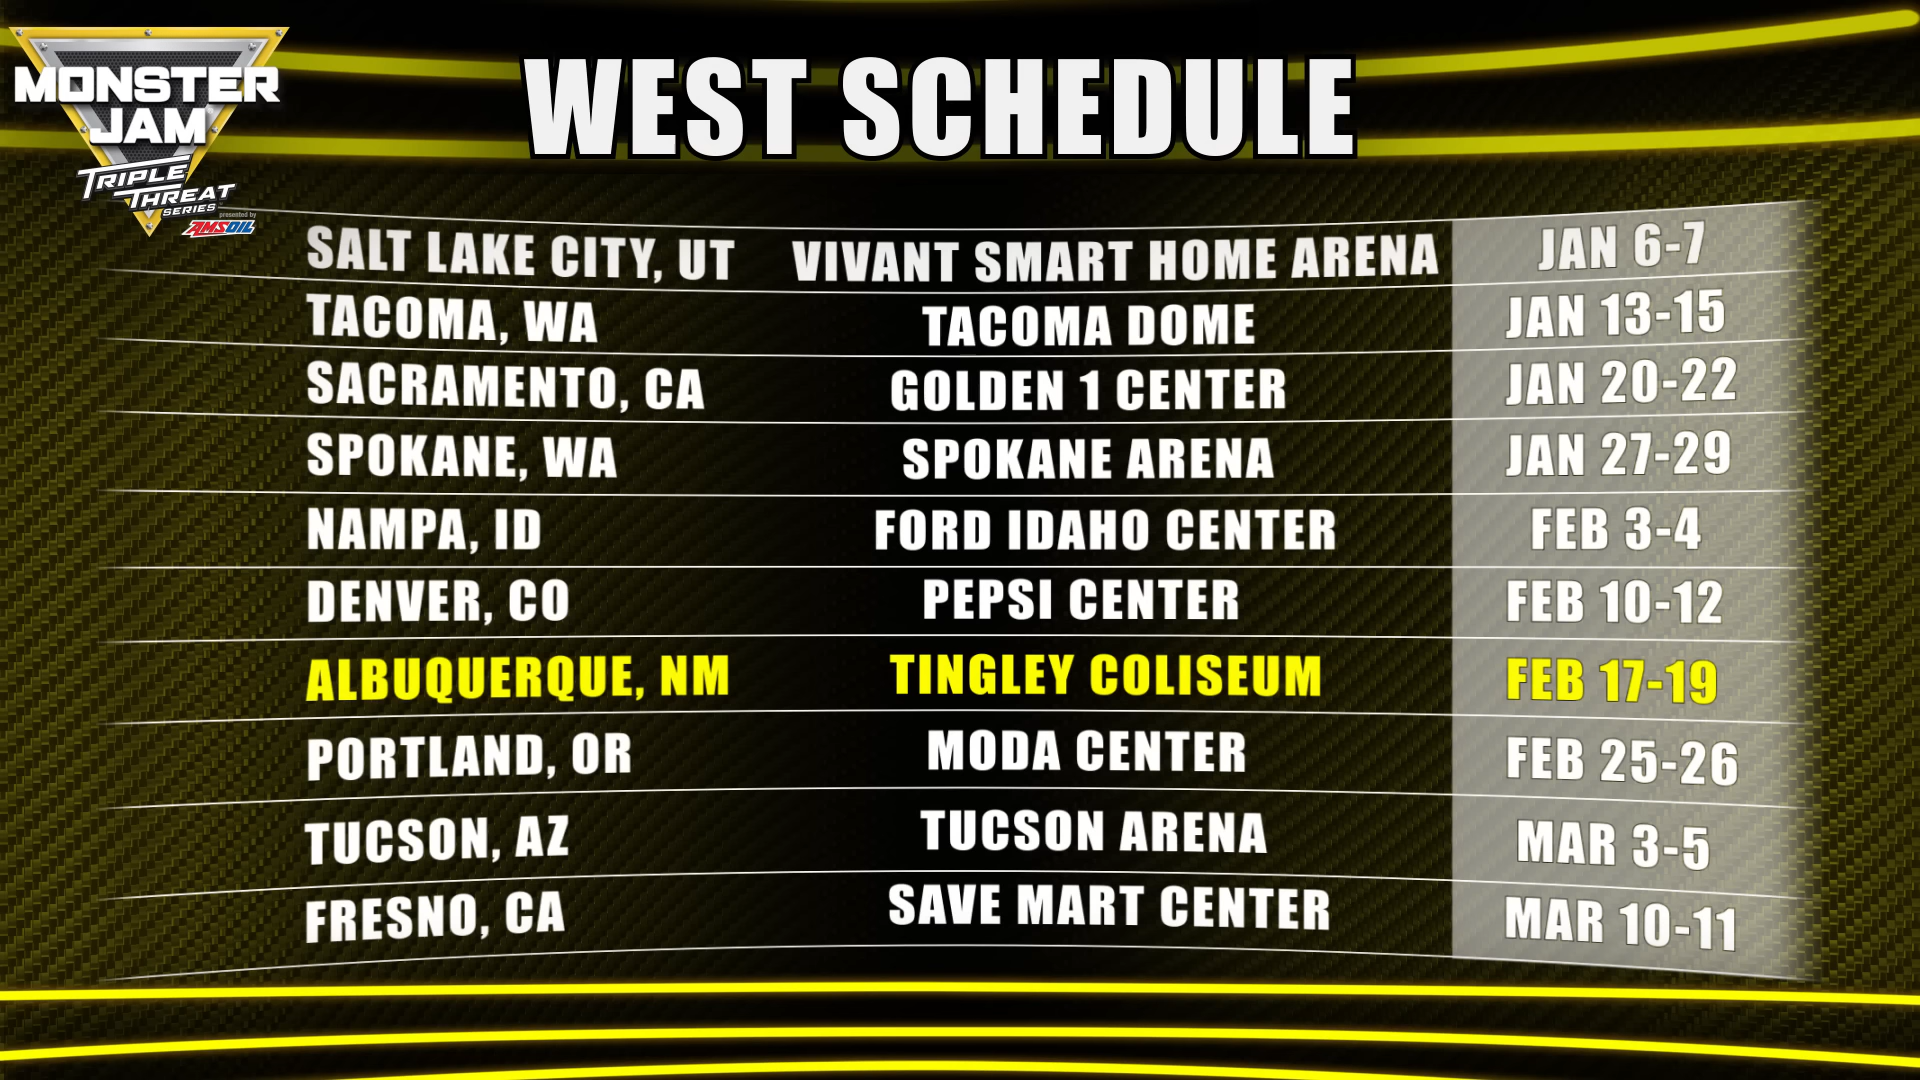 MONSTER
JAM
TRIPLE
THREAT
SERIES
presented by
AMSOIL
WEST SCHEDULE
SALT LAKE CITY, UT VIVANT SMART HOME ARENA JAN 6-7
TACOMA, WA TACOMA DOME JAN 13-15
SACRAMENTO, CA GOLDEN 1 CENTER JAN 20-22
SPOKANE, WA SPOKANE ARENA JAN 27-29
NAMPA, ID FORD IDAHO CENTER FEB 3-4
DENVER, CO PEPSI CENTER FEB 10-12
ALBUQUERQUE, NM TINGLEY COLISEUM FEB 17-19
PORTLAND, OR MODA CENTER FEB 25-26
TUCSON, AZ TUCSON ARENA MAR 3-5
FRESNO, CA SAVE MART CENTER MAR 10-11